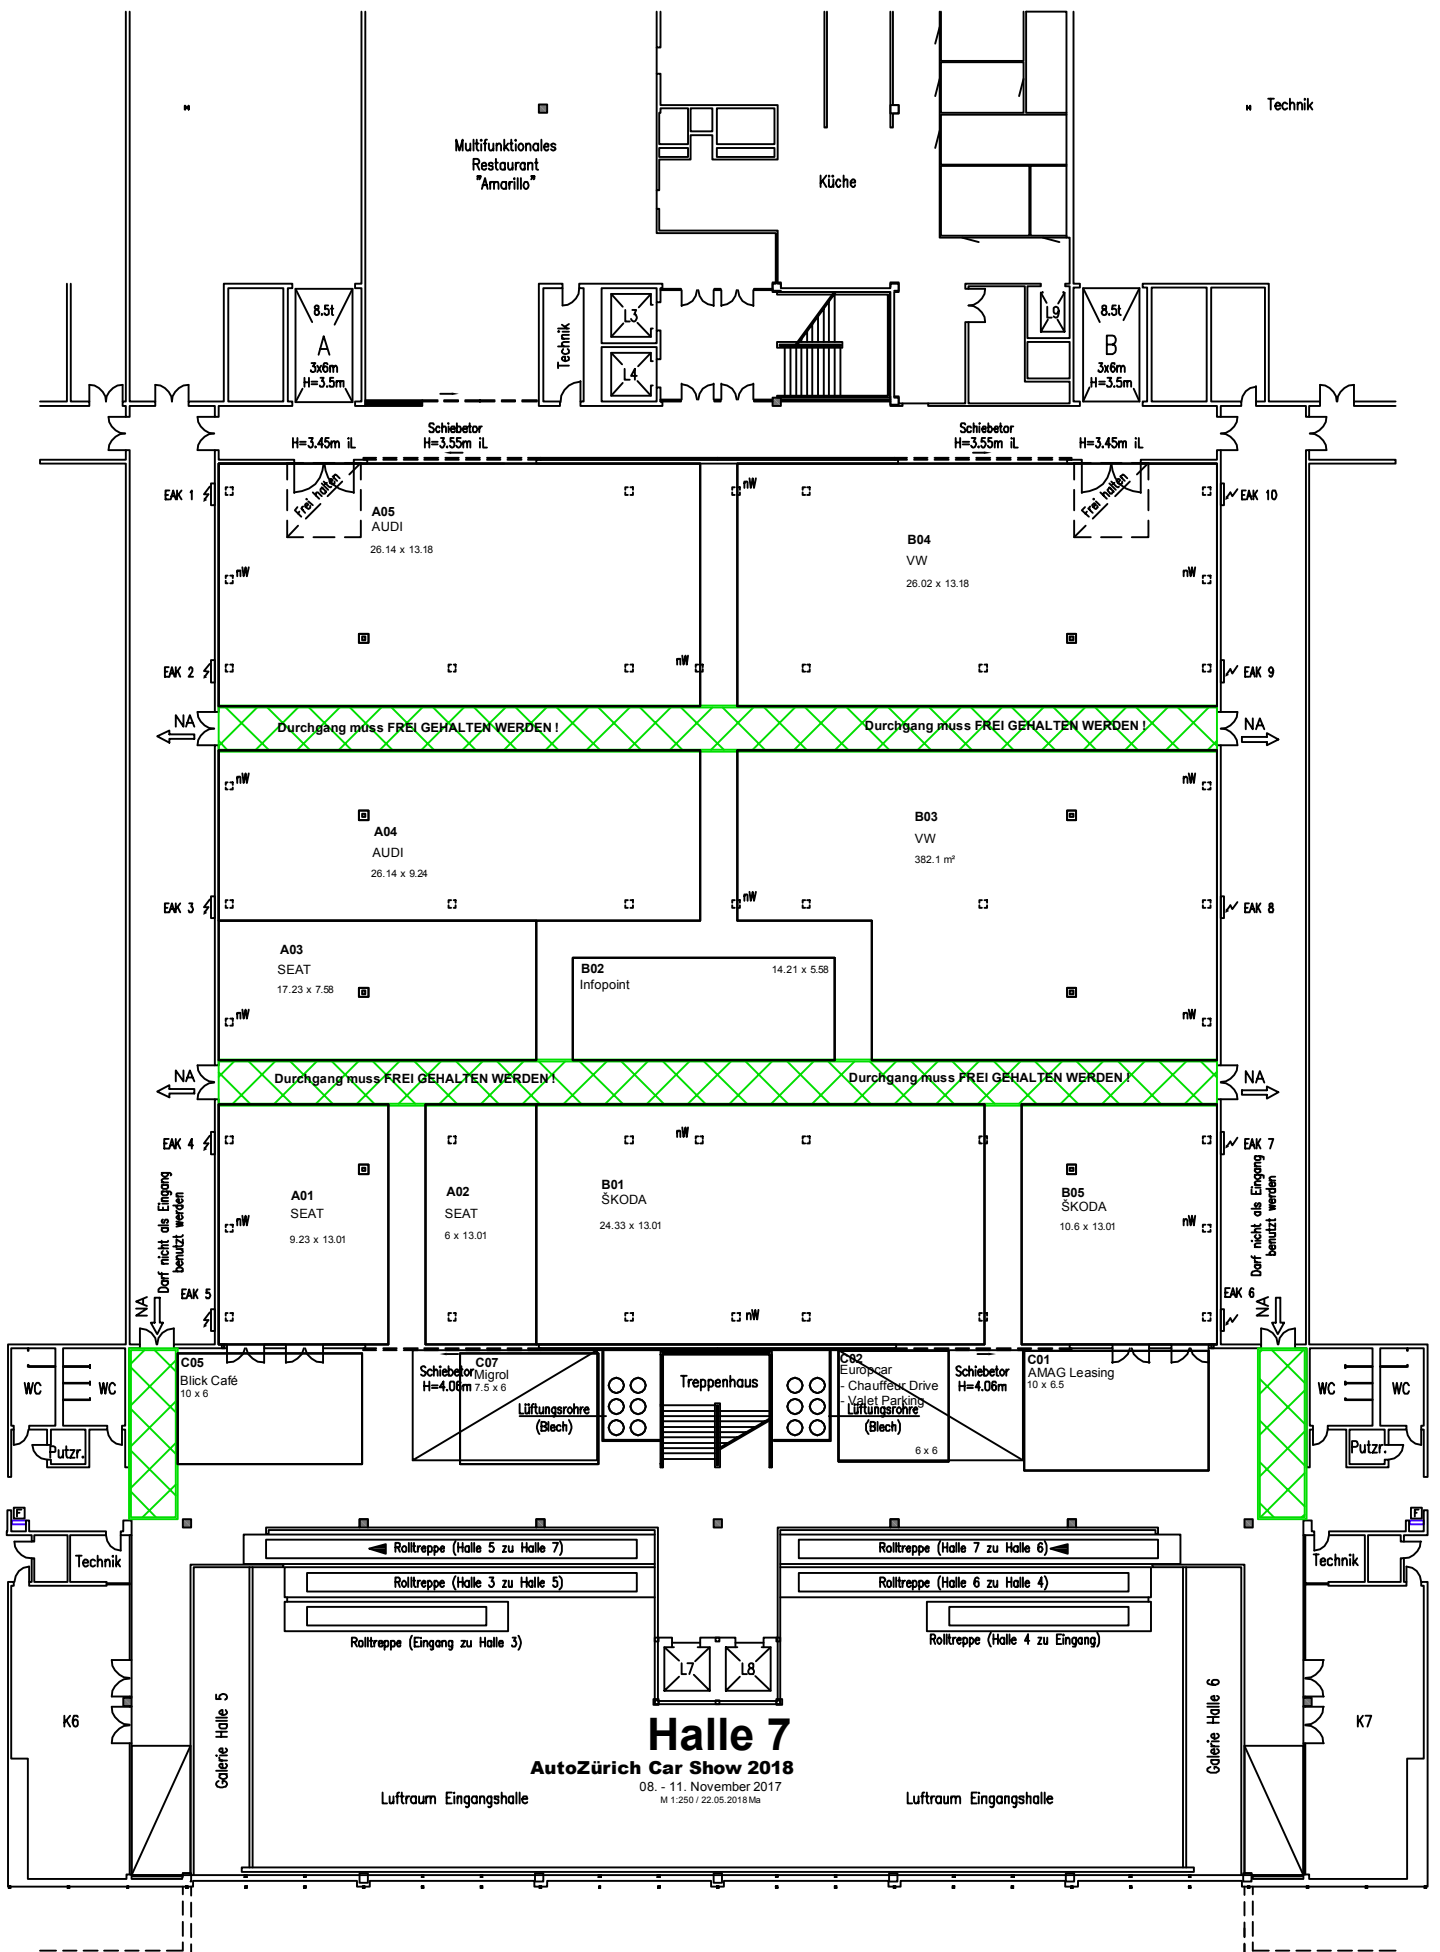 Technik
Multifunktionales
Restaurant
"Amarillo"
Küche
8.5t
A
3x6m
H=3.5m
Technik
L3
L4
L9
8.5t
B
3x6m
H=3.5m
H=3.45m iL
Schiebetor
H=3.55m iL
Schiebetor
H=3.55m iL
H=3.45m iL
EAK 1
Frei halten
A05
AUDI
26.14 x 13.18
nW
nW
B04
VW
26.02 x 13.18
Frei halten
nW
EAK 10
EAK 2
nW
EAK 9
NA
Durchgang muss FREI GEHALTEN WERDEN !
Durchgang muss FREI GEHALTEN WERDEN !
NA
nW
nW
A04
AUDI
26.14 x 9.24
B03
VW
382.1 m²
EAK 3
nW
EAK 8
A03
SEAT
17.23 x 7.58
B02
Infopoint
14.21 x 5.58
nW
nW
NA
Durchgang muss FREI GEHALTEN WERDEN !
Durchgang muss FREI GEHALTEN WERDEN !
NA
EAK 4
nW
EAK 7
Darf nicht als Eingang
benutzt werden
A01
SEAT
9.23 x 13.01
nW
A02
SEAT
6 x 13.01
B01
ŠKODA
24.33 x 13.01
B05
ŠKODA
10.6 x 13.01
nW
Darf nicht als Eingang
benutzt werden
EAK 5
NA
nW
EAK 6
NA
WC
WC
Putzr.
C05
Blick Café
10 x 6
Schiebetor
H=4.06m
C07
Migrol
7.5 x 6
Lüftungsrohre
(Blech)
Treppenhaus
C02
Europcar
- Chauffeur Drive
- Valet Parking
Lüftungsrohre
(Blech)
6 x 6
Schiebetor
H=4.06m
C01
AMAG Leasing
10 x 6.5
WC
WC
Putzr.
F
F
Technik
Rolltreppe (Halle 5 zu Halle 7)
Rolltreppe (Halle 7 zu Halle 6)
Technik
Rolltreppe (Halle 3 zu Halle 5)
Rolltreppe (Halle 6 zu Halle 4)
Rolltreppe (Eingang zu Halle 3)
Rolltreppe (Halle 4 zu Eingang)
L7
L8
K6
Galerie Halle 5
Galerie Halle 6
K7
Halle 7
AutoZürich Car Show 2018
08. - 11. November 2017
M 1:250 / 22.05.2018 Ma
Luftraum Eingangshalle
Luftraum Eingangshalle